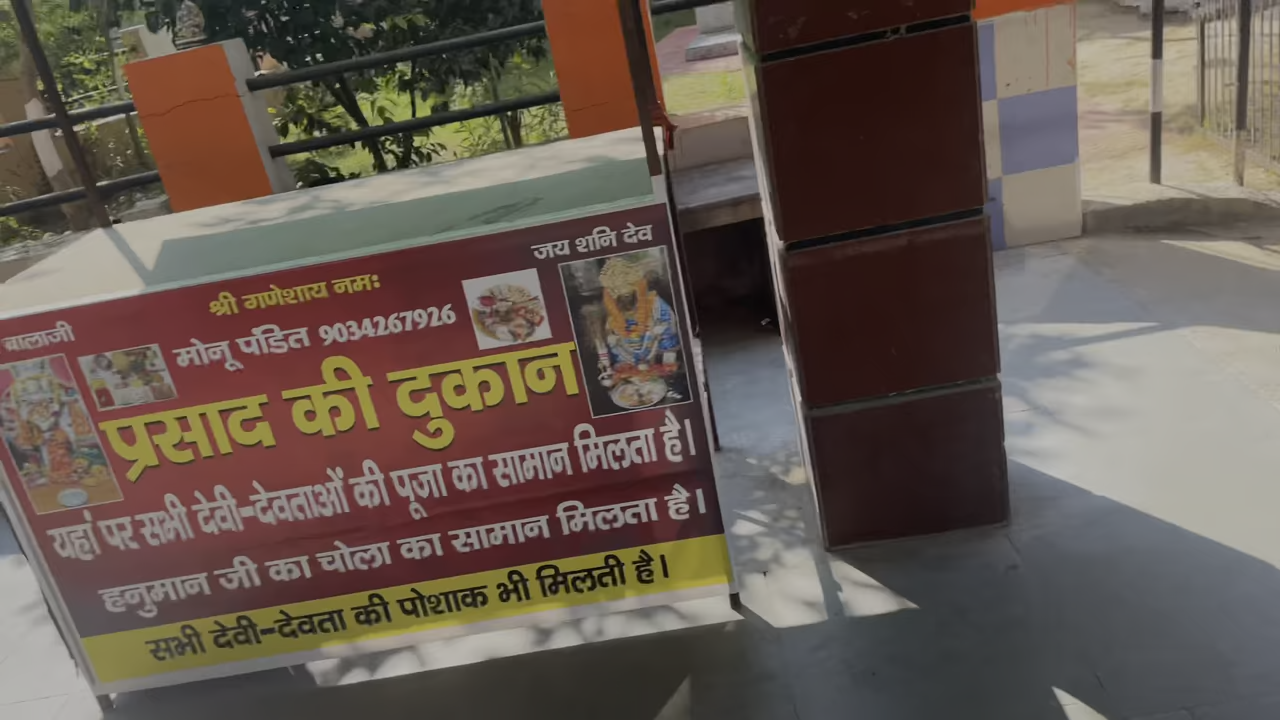 श्री गणेशाय नमः
जय शनि देव
बालाजी
मोनू पंडित 9034267926
प्रसाद की दुकान
यहां पर सभी देवी-देवताओं की पूजा का सामान मिलता है।
हनुमान जी का चोला का सामान मिलता है।
सभी देवी-देवता की पोशाक भी मिलती है।